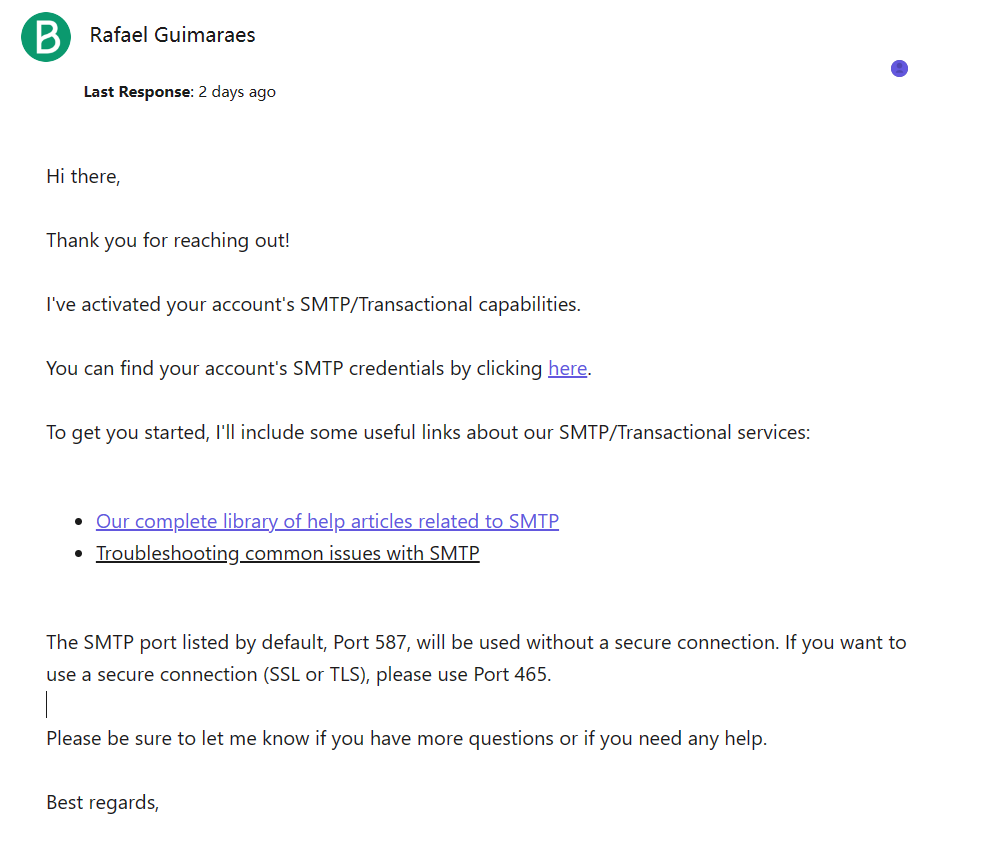 B
Rafael Guimaraes
Last Response: 2 days ago
Hi there,
Thank you for reaching out!
I've activated your account's SMTP/Transactional capabilities.
You can find your account's SMTP credentials by clicking here.
To get you started, I'll include some useful links about our SMTP/Transactional services:
• Our complete library of help articles related to SMTP
• Troubleshooting common issues with SMTP
The SMTP port listed by default, Port 587, will be used without a secure connection. If you want to
use a secure connection (SSL or TLS), please use Port 465.
Please be sure to let me know if you have more questions or if you need any help.
Best regards,